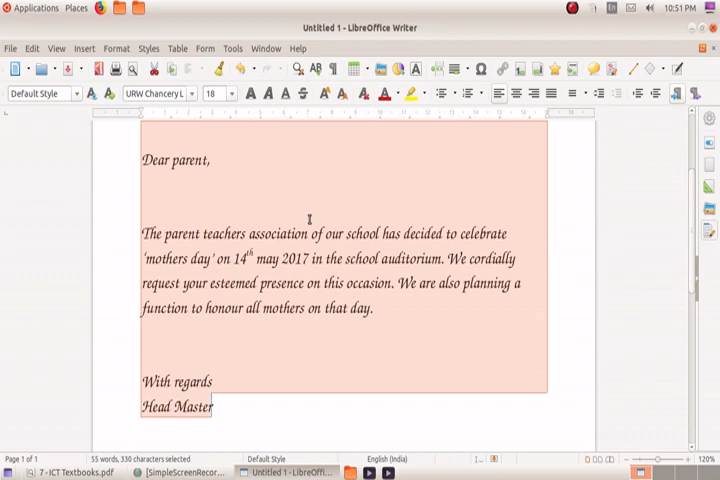 Applications Places En 10:51 PM
Untitled 1 - LibreOffice Writer
File Edit View Insert Format Styles Table Form Tools Window Help
Default Style URW Chancery L 18
Dear parent,
The parent teachers association of our school has decided to celebrate
‘mothers day’ on 14th may 2017 in the school auditorium. We cordially
request your esteemed presence on this occasion. We are also planning a
function to honour all mothers on that day.
With regards
Head Master
Page 1 of 1 55 words, 330 characters selected Default Style English (India) 120%
7 - ICT Textbooks.pdf [SimpleScreenRecor... Untitled 1 - LibreOffi...